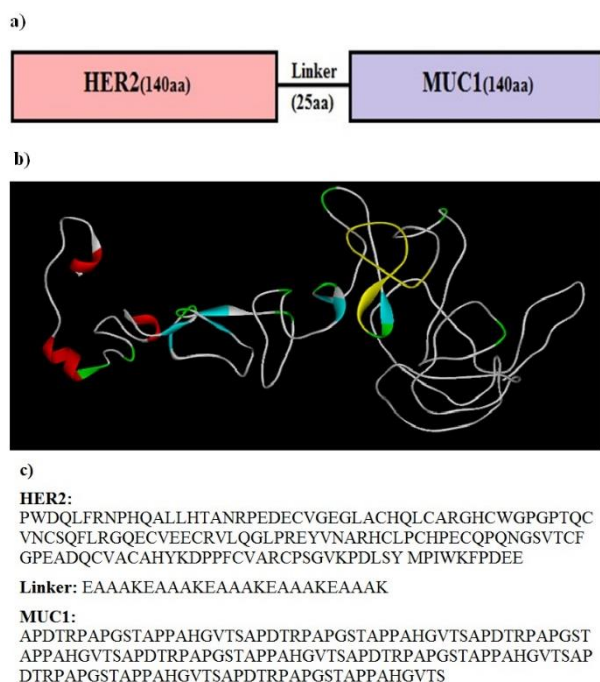 a)
HER2(140aa)
Linker
(25aa)
MUC1(140aa)
b)
c)
HER2:
PWDQLFRNPHQALLHTANRPEDECVGEGLACHQLCARGHCWGPGPTQC
VNCSQFLRGQECVEECRVLQGLPREYVNARHCLPCHPECQPQNGSVTCF
GPEADQCVACAHYKDPPFCVARCPSGVKPDLSY MPIWKFPDEE
Linker: EAAAKEAAAKEAAAKEAAAKEAAAK
MUC1:
APDTRPAPGSTAPPAHGVTSAPDTRPAPGSTAPPAHGVTSAPDTRPAPGST
APPAHGVTSAPDTRPAPGSTAPPAHGVTSAPDTRPAPGSTAPPAHGVTSAP
DTRPAPGSTAPPAHGVTSAPDTRPAPGSTAPPAHGVTS